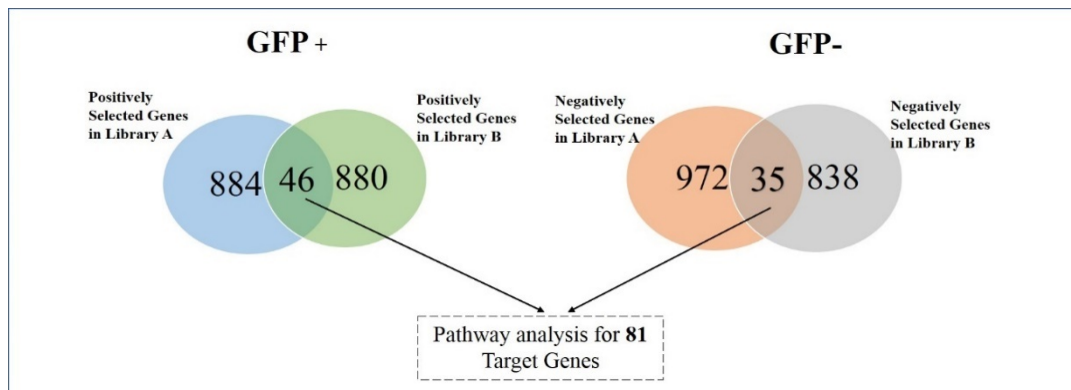 GFP +
GFP-
Positively
Selected Genes
in Library A
Positively
Selected Genes
in Library B
Negatively
Selected Genes
in Library A
Negatively
Selected Genes
in Library B
884 46 880
972 35 838
Pathway analysis for 81
Target Genes